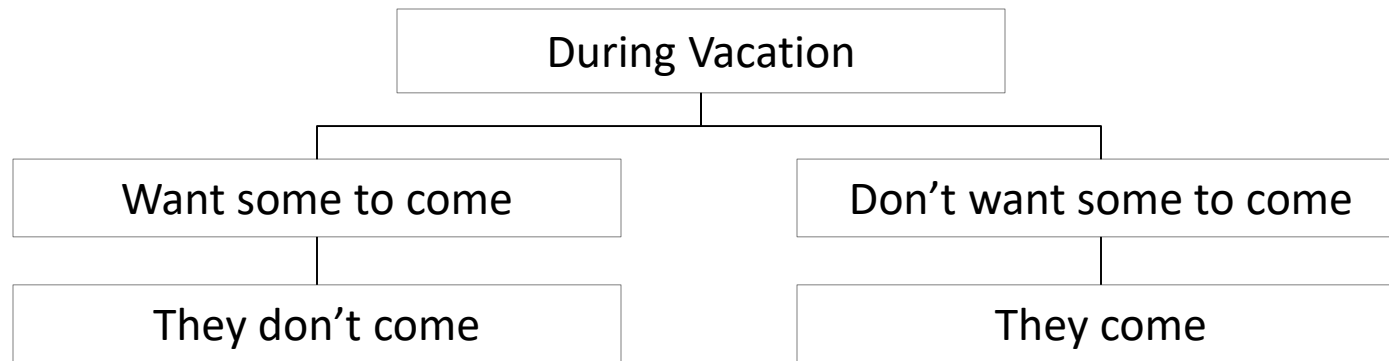 During Vacation
Want some to come
Don’t want some to come
They don’t come
They come